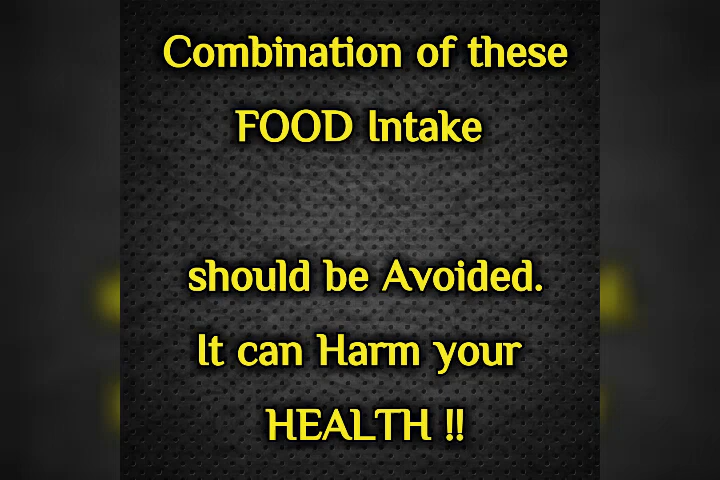 Combination of these
FOOD Intake
should be Avoided.
It can Harm your
HEALTH !!